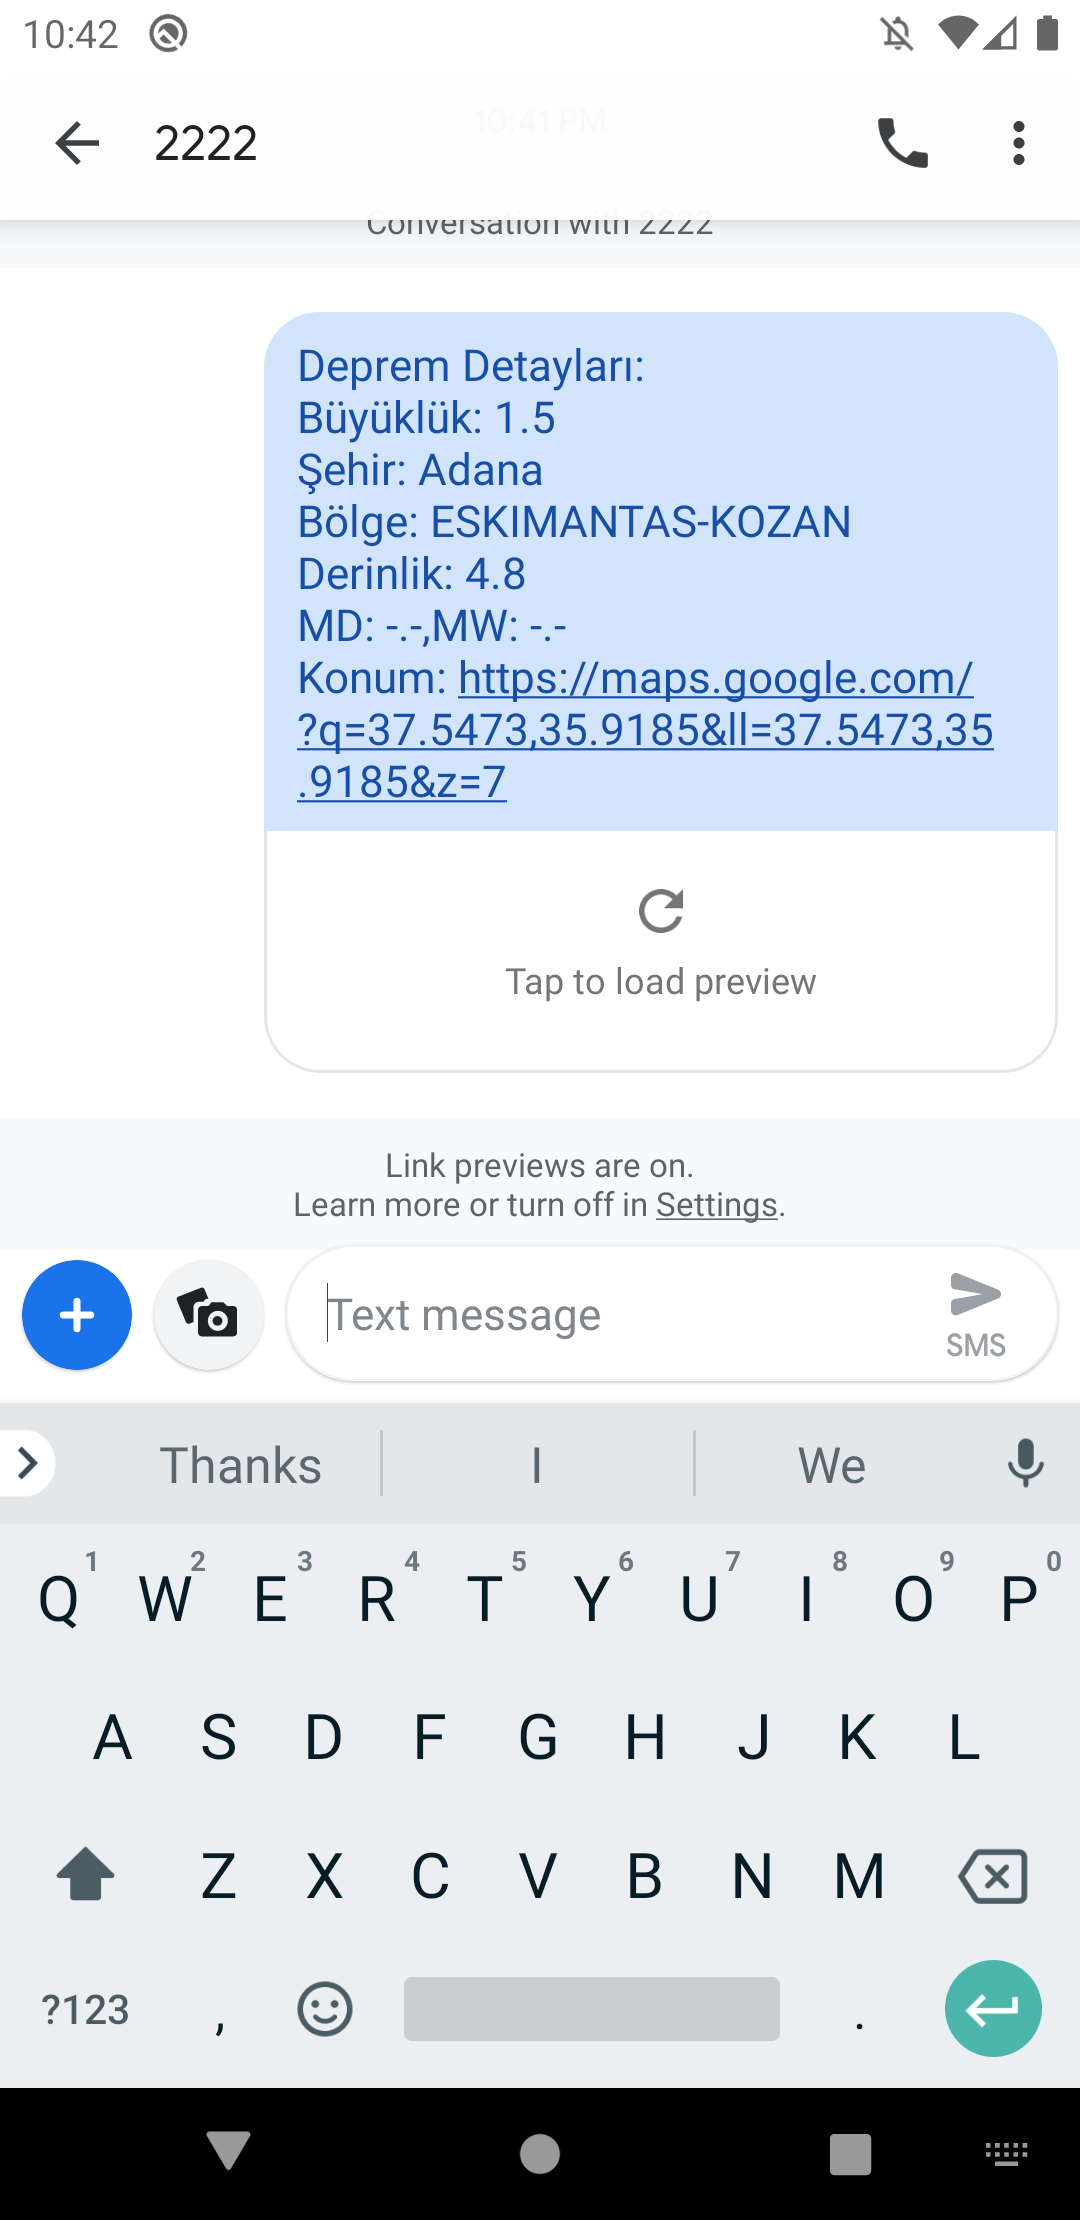 10:42
10:41 PM
2222
Conversation with 2222
Deprem Detayları:
Büyüklük: 1.5
Şehir: Adana
Bölge: ESKIMANTAS-KOZAN
Derinlik: 4.8
MD: -.-,MW: -.-
Konum: https://maps.google.com/
?q=37.5473,35.9185&ll=37.5473,35
.9185&z=7
Tap to load preview
Link previews are on.
Learn more or turn off in Settings.
Text message
SMS
Thanks I We
1 2 3 4 5 6 7 8 9 0
Q W E R T Y U I O P
A S D F G H J K L
Z X C V B N M
?123 , .